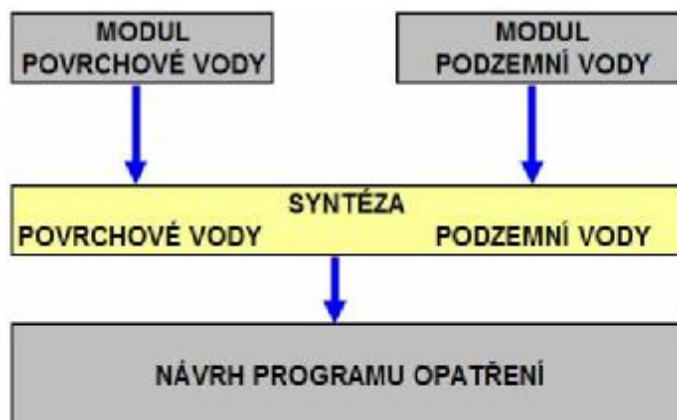 MODUL
POVRCHOVÉ VODY
MODUL
PODZEMNÍ VODY
SYNTÉZA
POVRCHOVÉ VODY
PODZEMNÍ VODY
NÁVRH PROGRAMU OPATŘENÍ